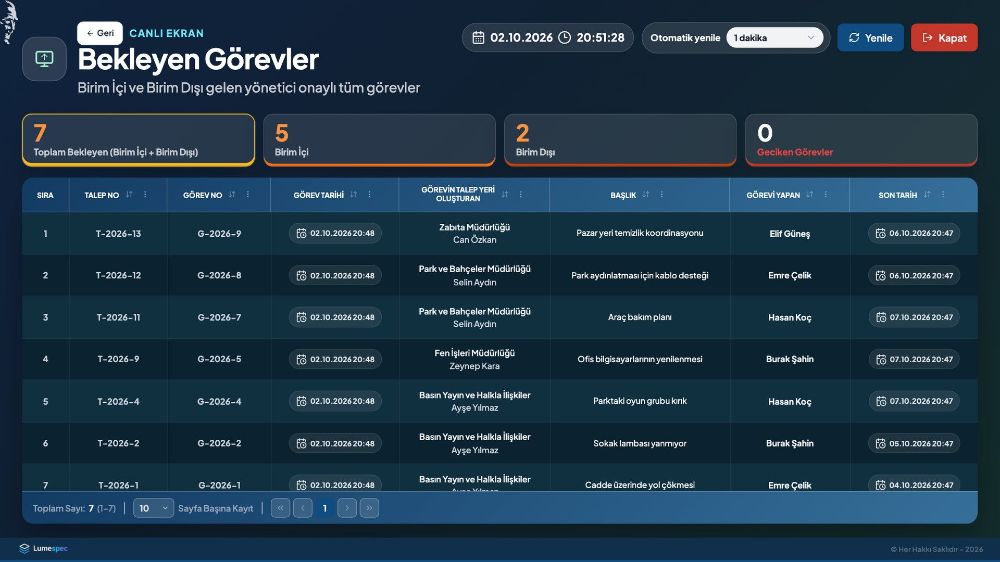 Geri
CANLI EKRAN
02.10.2026 20:51:28
Otomatik yenile
1 dakika
Yenile
Kapat
Bekleyen Görevler
Birim İçi ve Birim Dışı gelen yönetici onaylı tüm görevler
7
Toplam Bekleyen (Birim İçi + Birim Dışı)
5
Birim İçi
2
Birim Dışı
0
Geciken Görevler
SIRA TALEP NO GÖREV NO GÖREV TARİHİ GÖREVİN TALEP YERİ OLUŞTURAN BAŞLIK GÖREVİ YAPAN SON TARİH
1 T-2026-13 G-2026-9 02.10.2026 20:48 Zabıta Müdürlüğü Pazar yeri temizlik koordinasyonu Elif Güneş 06.10.2026 20:47
Can Özkan
2 T-2026-12 G-2026-8 02.10.2026 20:48 Park ve Bahçeler Müdürlüğü Park aydınlatması için kablo desteği Emre Çelik 06.10.2026 20:47
Selin Aydın
3 T-2026-11 G-2026-7 02.10.2026 20:48 Park ve Bahçeler Müdürlüğü Araç bakım planı Hasan Koç 07.10.2026 20:47
Selin Aydın
4 T-2026-9 G-2026-5 02.10.2026 20:48 Fen İşleri Müdürlüğü Ofis bilgisayarlarının yenilenmesi Burak Şahin 07.10.2026 20:47
Zeynep Kara
5 T-2026-4 G-2026-4 02.10.2026 20:48 Basın Yayın ve Halkla İlişkiler Parktaki oyun grubu kırık Hasan Koç 07.10.2026 20:47
Ayşe Yılmaz
6 T-2026-2 G-2026-2 02.10.2026 20:48 Basın Yayın ve Halkla İlişkiler Sokak lambası yanmıyor Burak Şahin 05.10.2026 20:47
Ayşe Yılmaz
7 T-2026-1 G-2026-1 02.10.2026 20:48 Basın Yayın ve Halkla İlişkiler Cadde üzerinde yol çökmesi Emre Çelik 04.10.2026 20:47
Toplam Sayı: 7 (1-7) 10 Sayfa Başına Kayıt 1
Lumespec
© Her Hakkı Saklıdır - 2026